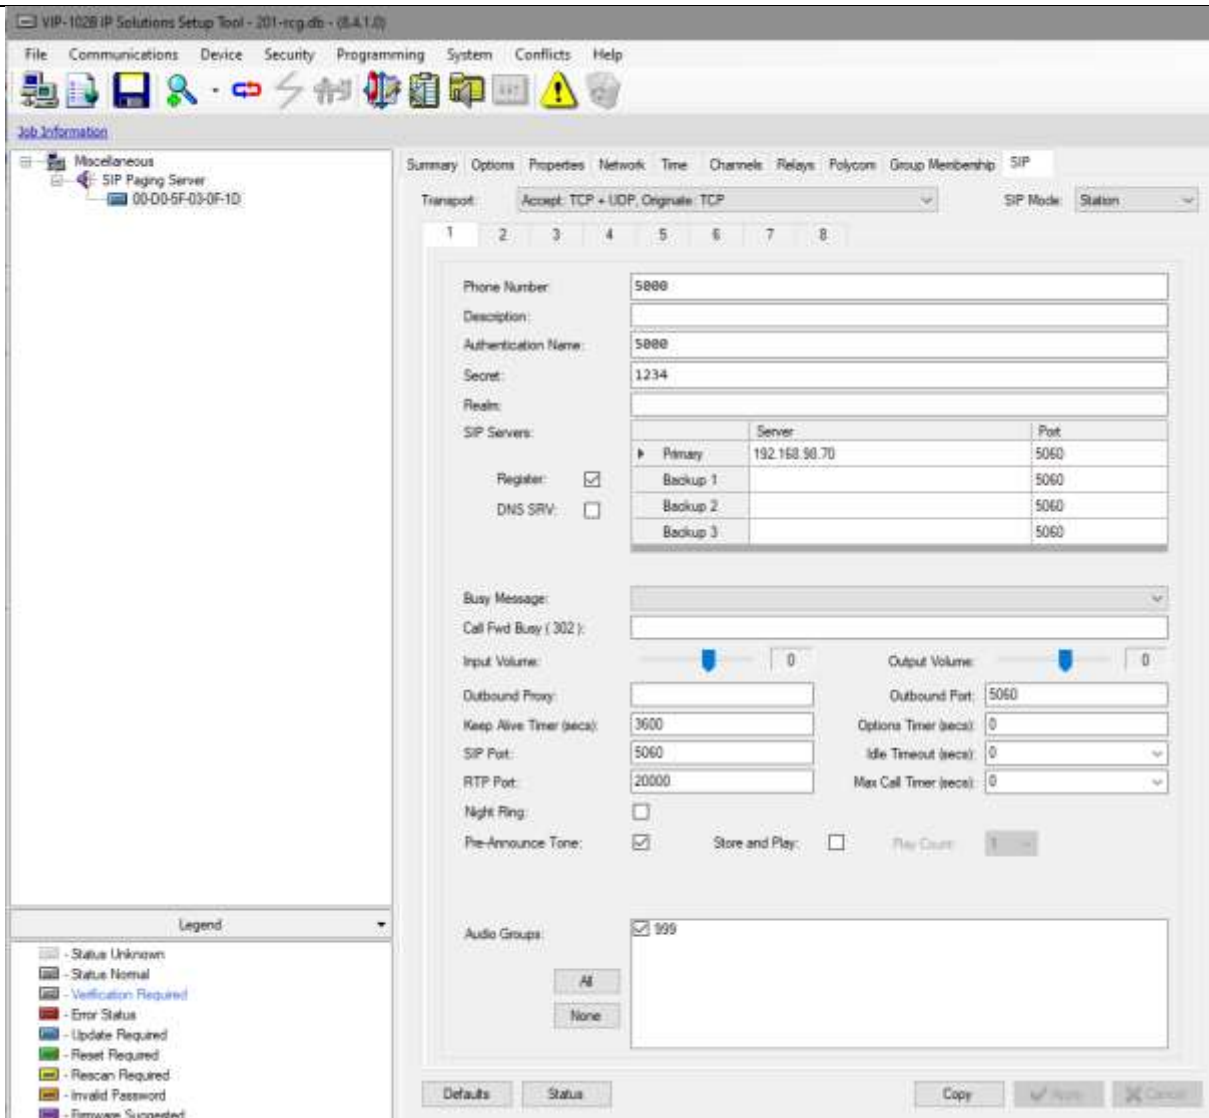 VIP-102B IP Solutions Setup Tool - 201-rcg.db - (8.4.1.0)
File Communications Device Security Programming System Conflicts Help
Job Information
Miscellaneous
SIP Paging Server
00-D0-5F-03-0F-1D
Summary Options Properties Network Time Channels Relays Polycom Group Membership SIP
Transport: Accept: TCP + UDP, Originate: TCP SIP Mode: Station
1 2 3 4 5 6 7 8
Phone Number: 5000
Description:
Authentication Name: 5000
Secret: 1234
Realm:
SIP Servers: Server Port
Primary 192.168.98.70 5060
Register: Backup 1 5060
DNS SRV: Backup 2 5060
Backup 3 5060
Busy Message:
Call Fwd Busy ( 302 ):
Input Volume: 0 Output Volume: 0
Outbound Proxy: Outbound Port: 5060
Keep Alive Timer (secs): 3600 Options Timer (secs): 0
SIP Port: 5060 Idle Timeout (secs): 0
RTP Port: 20000 Max Call Timer (secs): 0
Night Ring:
Pre-Announce Tone: Store and Play: Play Count: 1
Audio Groups: 999
All
None
Legend
- Status Unknown
- Status Normal
- Verification Required
- Error Status
- Update Required
- Reset Required
- Rescan Required
- Invalid Password
- Firmware Suggested
Defaults Status Copy Apply Cancel